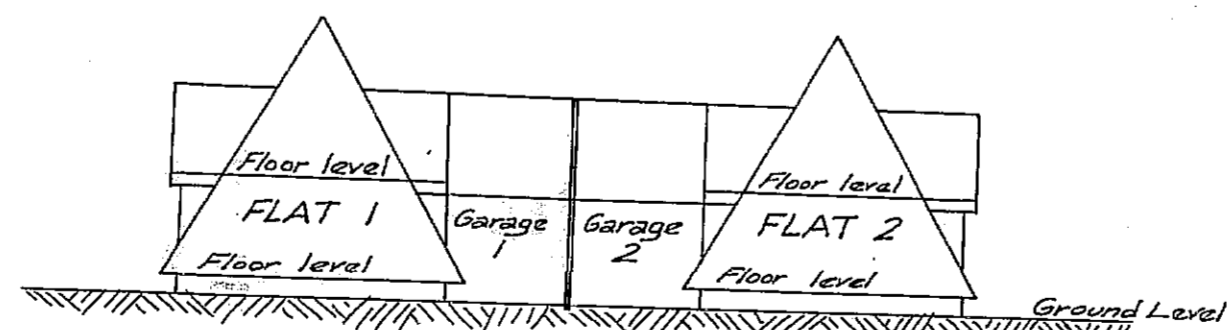 Floor level
FLAT 1
Floor level
Garage
1
Garage
2
Floor level
FLAT 2
Floor level
Ground Level